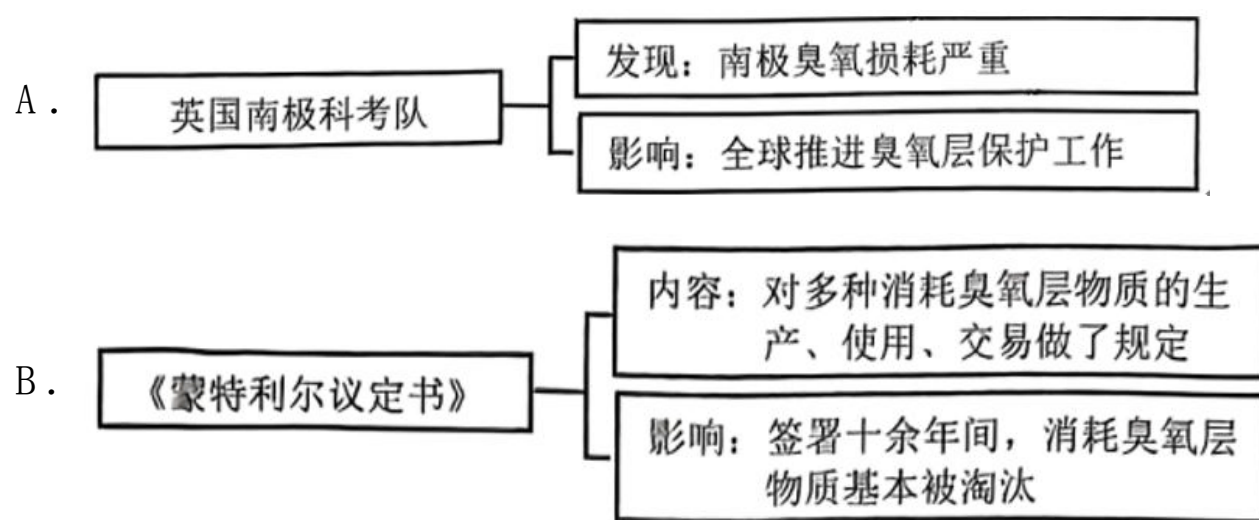 A.
英国南极科考队
发现：南极臭氧损耗严重
影响：全球推进臭氧层保护工作
B.
《蒙特利尔议定书》
内容：对多种消耗臭氧层物质的生
产、使用、交易做了规定
影响：签署十余年间，消耗臭氧层
物质基本被淘汰